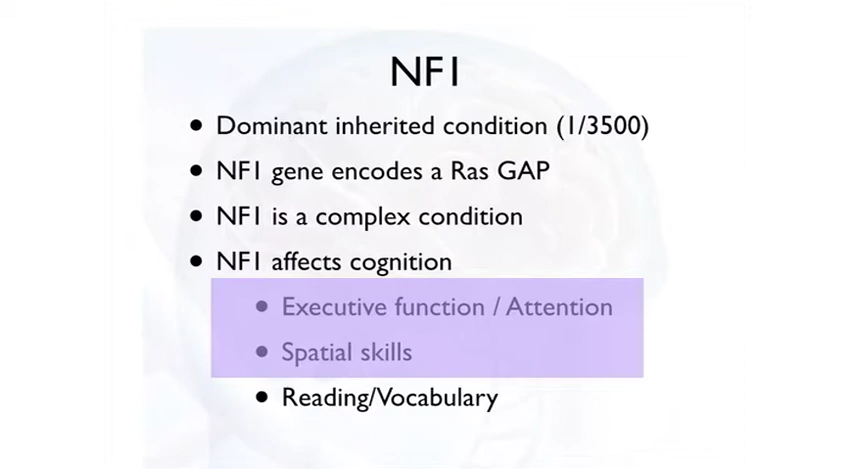 NF1
• Dominant inherited condition (1/3500)
• NF1 gene encodes a Ras GAP
• NF1 is a complex condition
• NF1 affects cognition
• Executive function / Attention
• Spatial skills
• Reading/Vocabulary